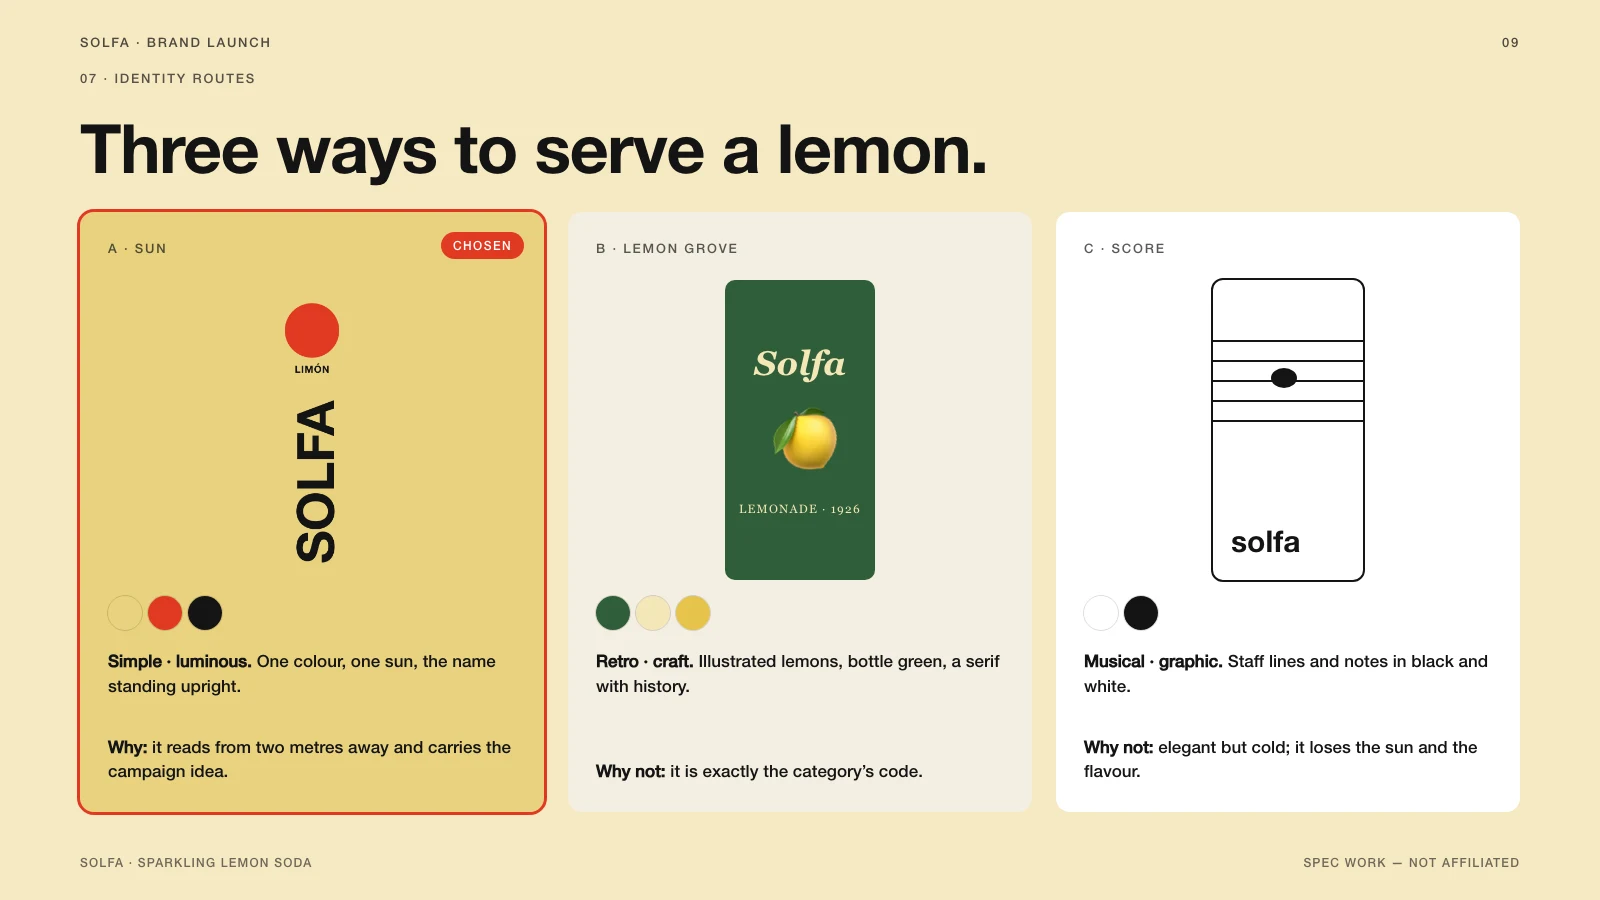 SOLFA · BRAND LAUNCH
09
07 · IDENTITY ROUTES
Three ways to serve a lemon.
A · SUN
CHOSEN
LIMÓN
SOLFA
Simple · luminous. One colour, one sun, the name
standing upright.
Why: it reads from two metres away and carries the
campaign idea.
B · LEMON GROVE
Solfa
LEMONADE · 1926
Retro · craft. Illustrated lemons, bottle green, a serif
with history.
Why not: it is exactly the category’s code.
C · SCORE
solfa
Musical · graphic. Staff lines and notes in black and
white.
Why not: elegant but cold; it loses the sun and the
flavour.
SOLFA · SPARKLING LEMON SODA
SPEC WORK — NOT AFFILIATED